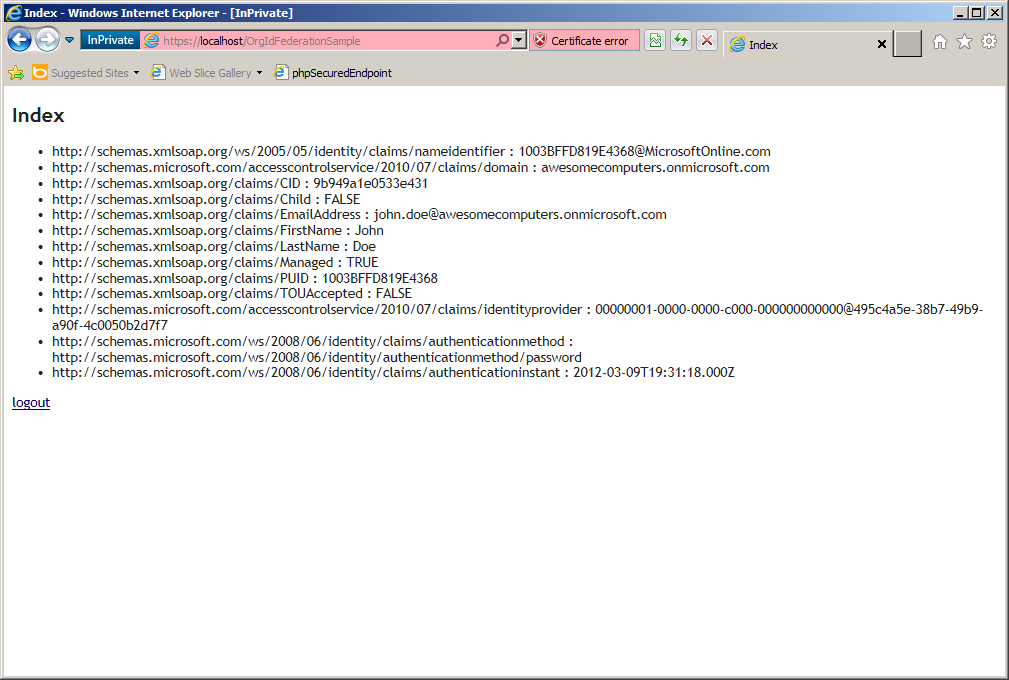 Index - Windows Internet Explorer - [InPrivate]
InPrivate https://localhost/OrgIdFederationSample Certificate error Index
Suggested Sites Web Slice Gallery phpSecuredEndpoint
Index
• http://schemas.xmlsoap.org/ws/2005/05/identity/claims/nameidentifier : 1003BFFD819E4368@MicrosoftOnline.com
• http://schemas.microsoft.com/accesscontrolservice/2010/07/claims/domain : awesomecomputers.onmicrosoft.com
• http://schemas.xmlsoap.org/claims/CID : 9b949a1e0533e431
• http://schemas.xmlsoap.org/claims/Child : FALSE
• http://schemas.xmlsoap.org/claims/EmailAddress : john.doe@awesomecomputers.onmicrosoft.com
• http://schemas.xmlsoap.org/claims/FirstName : John
• http://schemas.xmlsoap.org/claims/LastName : Doe
• http://schemas.xmlsoap.org/claims/Managed : TRUE
• http://schemas.xmlsoap.org/claims/PUID : 1003BFFD819E4368
• http://schemas.xmlsoap.org/claims/TOUAccepted : FALSE
• http://schemas.microsoft.com/accesscontrolservice/2010/07/claims/identityprovider : 00000001-0000-0000-c000-000000000000@495c4a5e-38b7-49b9-
a90f-4c0050b2d7f7
• http://schemas.microsoft.com/ws/2008/06/identity/claims/authenticationmethod :
http://schemas.microsoft.com/ws/2008/06/identity/authenticationmethod/password
• http://schemas.microsoft.com/ws/2008/06/identity/claims/authenticationinstant : 2012-03-09T19:31:18.000Z
logout